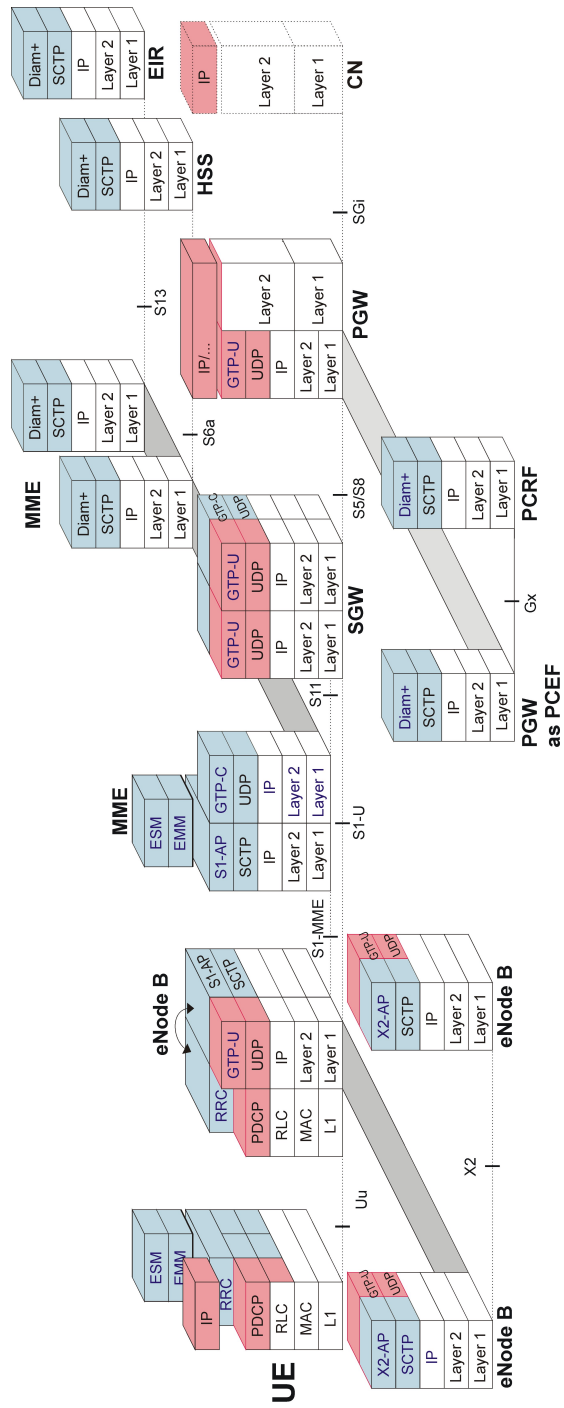 UE
ESM
EMM
IP
RRC
PDCP
RLC
MAC
L1
Uu
eNode B
RRC
S1-AP
SCTP
GTP-U
UDP
IP
Layer 2
Layer 1
PDCP
RLC
MAC
L1
S1-MME
MME
ESM
EMM
S1-AP
SCTP
IP
Layer 2
Layer 1
GTP-C
UDP
IP
Layer 2
Layer 1
S1-U
S11
SGW
GTP-U
UDP
IP
Layer 2
Layer 1
GTP-U
UDP
IP
Layer 2
Layer 1
GTP-C
UDP
S5/S8
MME
Diam+
SCTP
IP
Layer 2
Layer 1
Diam+
SCTP
IP
Layer 2
Layer 1
S6a
S13
PGW
IP/...
GTP-U
UDP
IP
Layer 2
Layer 1
Layer 2
Layer 1
SGi
HSS
Diam+
SCTP
IP
Layer 2
Layer 1
EIR
Diam+
SCTP
IP
Layer 2
Layer 1
CN
IP
Layer 2
Layer 1
eNode B
X2-AP
SCTP
IP
Layer 2
Layer 1
GTP-U
UDP
X2
eNode B
X2-AP
SCTP
IP
Layer 2
Layer 1
GTP-U
UDP
PGW
as PCEF
Diam+
SCTP
IP
Layer 2
Layer 1
Gx
PCRF
Diam+
SCTP
IP
Layer 2
Layer 1